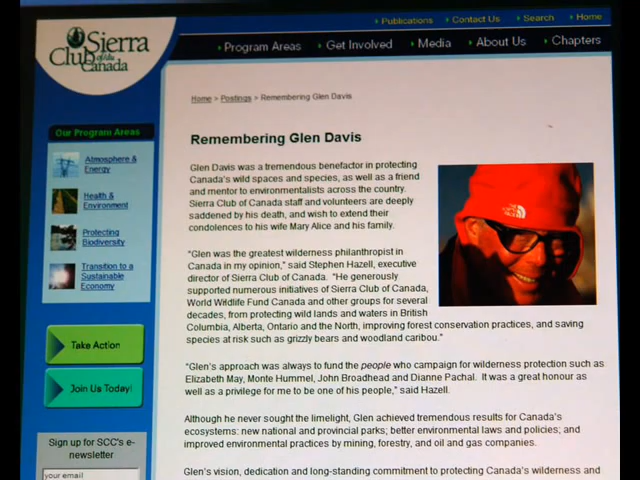 Publications
Contact Us
Search
Home
Sierra
Club of/du
Canada
Program Areas
Get Involved
Media
About Us
Chapters
Home > Postings > Remembering Glen Davis
Our Program Areas
Atmosphere &
Energy
Health &
Environment
Protecting
Biodiversity
Transition to a
Sustainable
Economy
Take Action
Join Us Today!
Sign up for SCC's e-
newsletter
your email
Remembering Glen Davis
Glen Davis was a tremendous benefactor in protecting
Canada's wild spaces and species, as well as a friend
and mentor to environmentalists across the country.
Sierra Club of Canada staff and volunteers are deeply
saddened by his death, and wish to extend their
condolences to his wife Mary Alice and his family.
"Glen was the greatest wilderness philanthropist in
Canada in my opinion," said Stephen Hazell, executive
director of Sierra Club of Canada. "He generously
supported numerous initiatives of Sierra Club of Canada,
World Wildlife Fund Canada and other groups for several
decades, from protecting wild lands and waters in British
Columbia, Alberta, Ontario and the North, improving forest conservation practices, and saving
species at risk such as grizzly bears and woodland caribou."
"Glen's approach was always to fund the people who campaign for wilderness protection such as
Elizabeth May, Monte Hummel, John Broadhead and Dianne Pachal. It was a great honour as
well as a privilege for me to be one of his people," said Hazell.
Although he never sought the limelight, Glen achieved tremendous results for Canada's
ecosystems: new national and provincial parks; better environmental laws and policies; and
improved environmental practices by mining, forestry, and oil and gas companies.
Glen's vision, dedication and long-standing commitment to protecting Canada's wilderness and